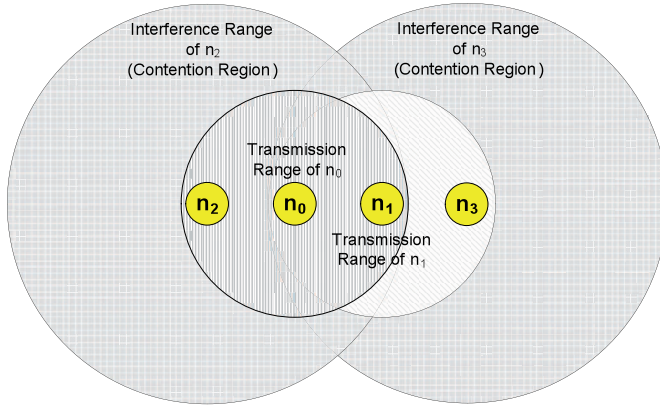 Interference Range
of n₂
(Contention Region)
Interference Range
of n₃
(Contention Region)
Transmission
Range of n₀
n₂
n₀
n₁
n₃
Transmission
Range of n₁